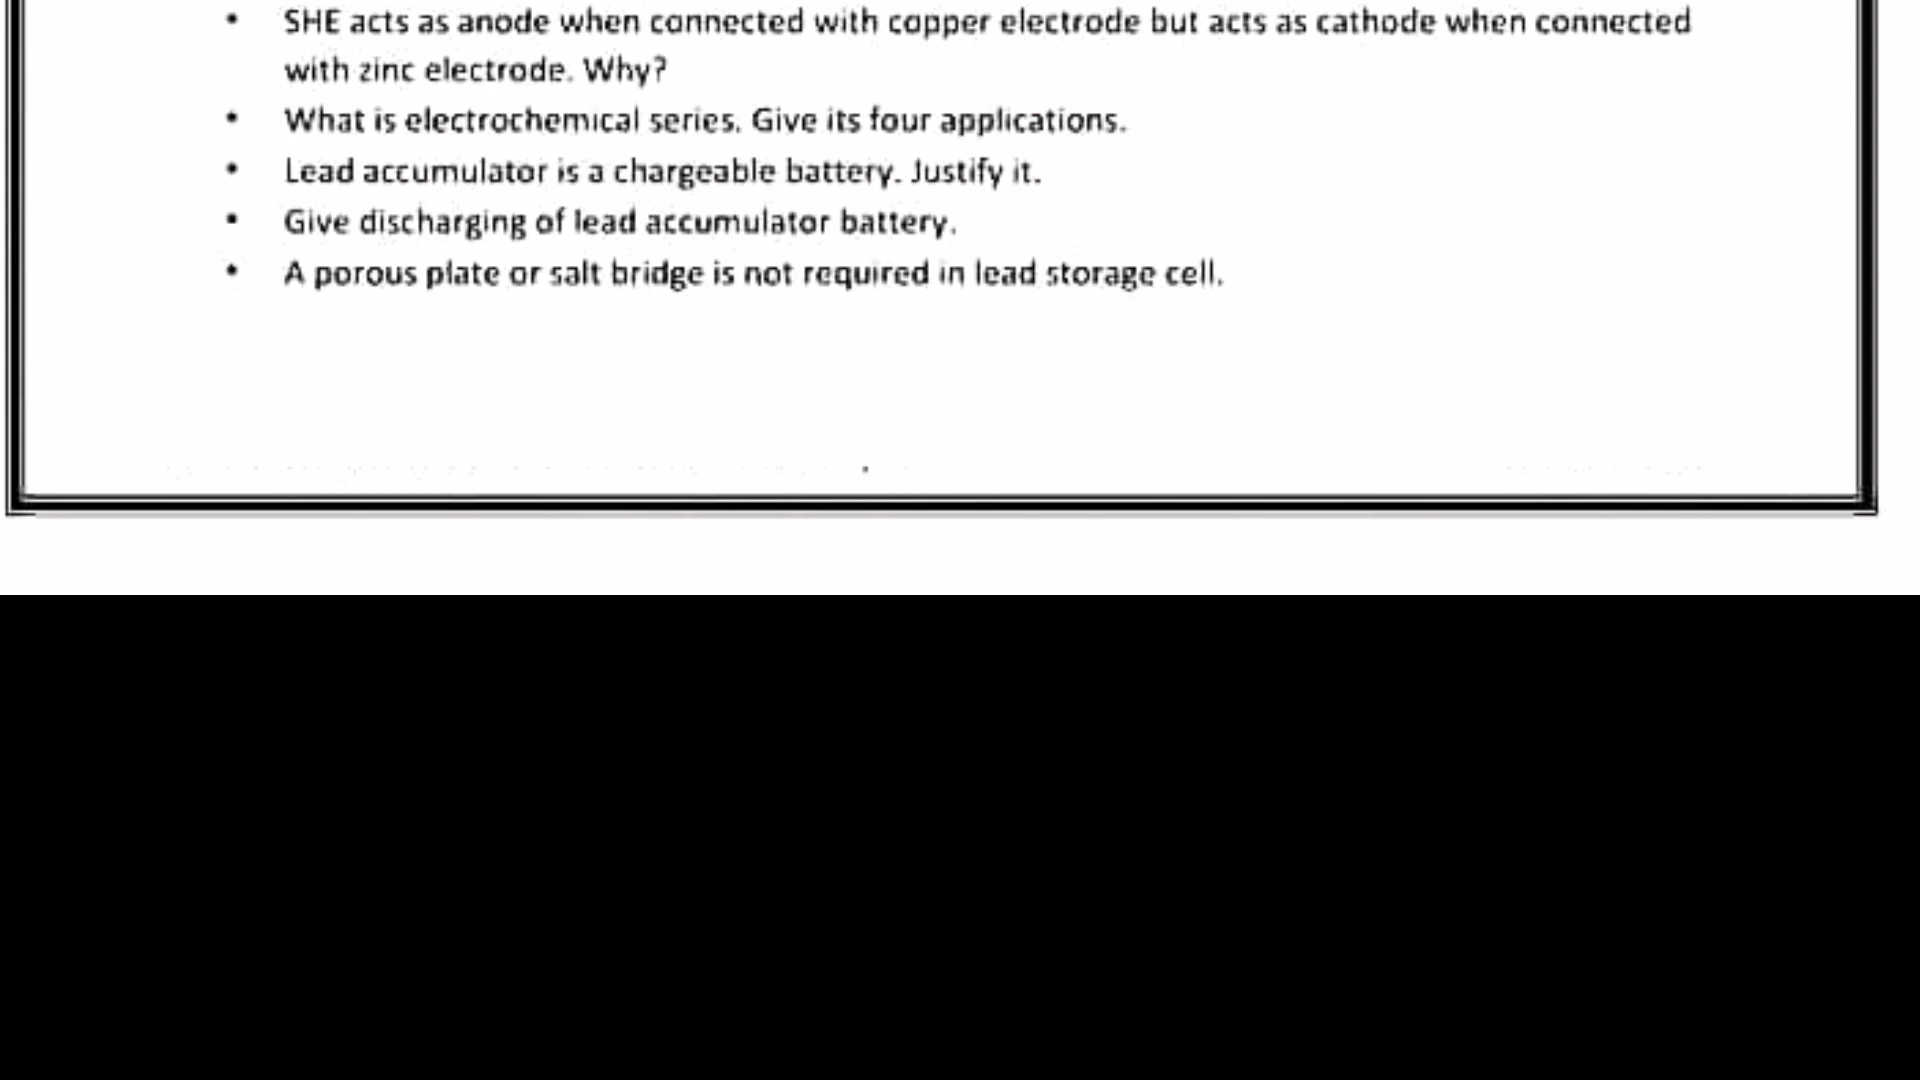 • SHE acts as anode when connected with copper electrode but acts as cathode when connected
with zinc electrode. Why?
• What is electrochemical series. Give its four applications.
• Lead accumulator is a chargeable battery. Justify it.
• Give discharging of lead accumulator battery.
• A porous plate or salt bridge is not required in lead storage cell.